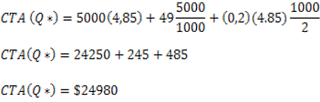 CTA (Q ∗) = 5000(4,85) + 49 5000/1000 + (0,2)(4.85) 1000/2
CTA(Q ∗) = 24250 + 245 + 485
CTA(Q ∗) = $24980